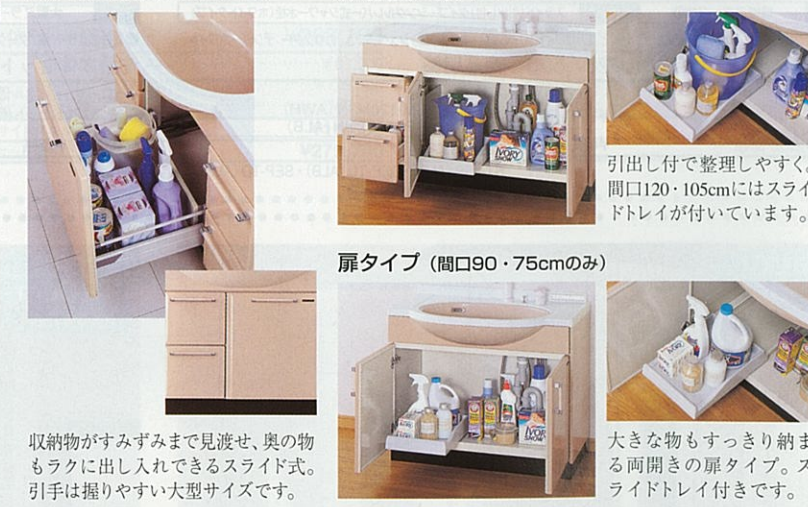 収納物がすみずみまで見渡せ、奥の物
もラクに出し入れできるスライド式。
引手は握りやすい大型サイズです。
引出し付で整理しやすく。
間口120・105cmにはスライ
ドトレイが付いています。
扉タイプ（間口90・75cmのみ）
大きな物もすっきり納ま
る両開きの扉タイプ。ス
ライドトレイ付きです。
IVORY